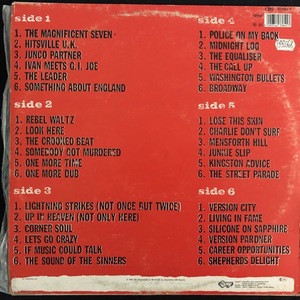 side 1
1. THE MAGNIFICENT SEVEN
2. HITSVILLE U.K.
3. JUNCO PARTNER
4. IVAN MEETS G.I. JOE
5. THE LEADER
6. SOMETHING ABOUT ENGLAND
side 2
1. REBEL WALTZ
2. LOOK HERE
3. THE CROOKED BEAT
4. SOMEBODY GOT MURDERED
5. ONE MORE TIME
6. ONE MORE DUB
side 3
1. LIGHTNING STRIKES (NOT ONCE BUT TWICE)
2. UP IN HEAVEN (NOT ONLY HERE)
3. CORNER SOUL
4. LETS GO CRAZY
5. IF MUSIC COULD TALK
6. THE SOUND OF THE SINNERS
side 4
1. POLICE ON MY BACK
2. MIDNIGHT LOG
3. THE EQUALISER
4. THE CALL UP
5. WASHINGTON BULLETS
6. BROADWAY
side 5
1. LOSE THIS SKIN
2. CHARLIE DON'T SURF
3. MENSFORTH HILL
4. JUNKIE SLIP
5. KINGSTON ADVICE
6. THE STREET PARADE
side 6
1. VERSION CITY
2. LIVING IN FAME
3. SILICONE ON SAPPHIRE
4. VERSION PARDNER
5. CAREER OPPORTUNITIES
6. SHEPHERDS DELIGHT